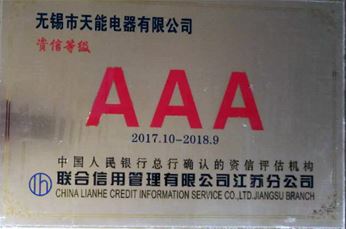 无锡市天能电器有限公司
资信等级
AAA
2017.10-2018.9
中国人民银行总行确认的资信评估机构
联合信用管理有限公司江苏分公司
CHINA LIANHE CREDIT INFORMATION SERVICE CO.,LTD.JIANGSU BRANCH